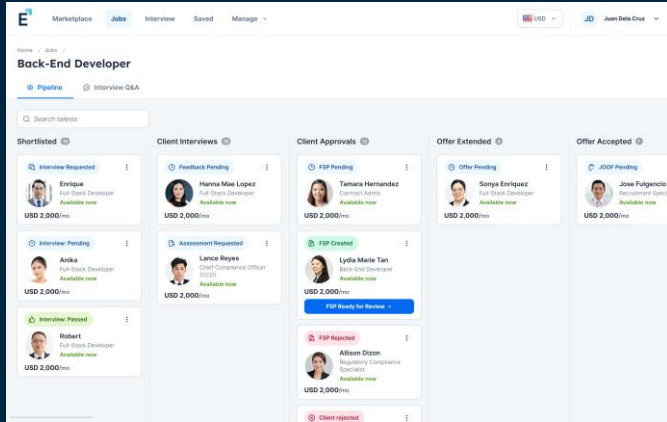 Marketplace Jobs Interview Saved Manage
USD
JD Juan Dela Cruz
Home / Jobs /
Back-End Developer
Pipeline Interview Q&A
Search talents
Shortlisted
Interview Requested
Enrique
Full-Stack Developer
Available now
USD 2,000/mo
Interview: Pending
Anika
Full-Stack Developer
Available now
USD 2,000/mo
Interview: Passed
Robert
Full-Stack Developer
Available now
USD 2,000/mo
Client Interviews
Feedback Pending
Hanna Mae Lopez
Full-Stack Developer
Available now
USD 2,000/mo
Assessment Requested
Lance Reyes
Chief Compliance Officer
(CCO)
Available now
USD 2,000/mo
Client Approvals
FSP Pending
Tamara Hernandez
Contract Admin
Available now
USD 2,000/mo
FSP Created
Lydia Marie Tan
Back-End Developer
Available now
USD 2,000/mo
FSP Ready for Review
FSP Rejected
Allison Dizon
Regulatory Compliance
Specialist
Available now
USD 2,000/mo
Client rejected
Offer Extended
Offer Pending
Sonya Enriquez
Full-Stack Developer
Available now
USD 2,000/mo
Offer Accepted
JOOF Pending
Jose Fulgencio
Recruitment Speci
Available now
USD 2,000/mo